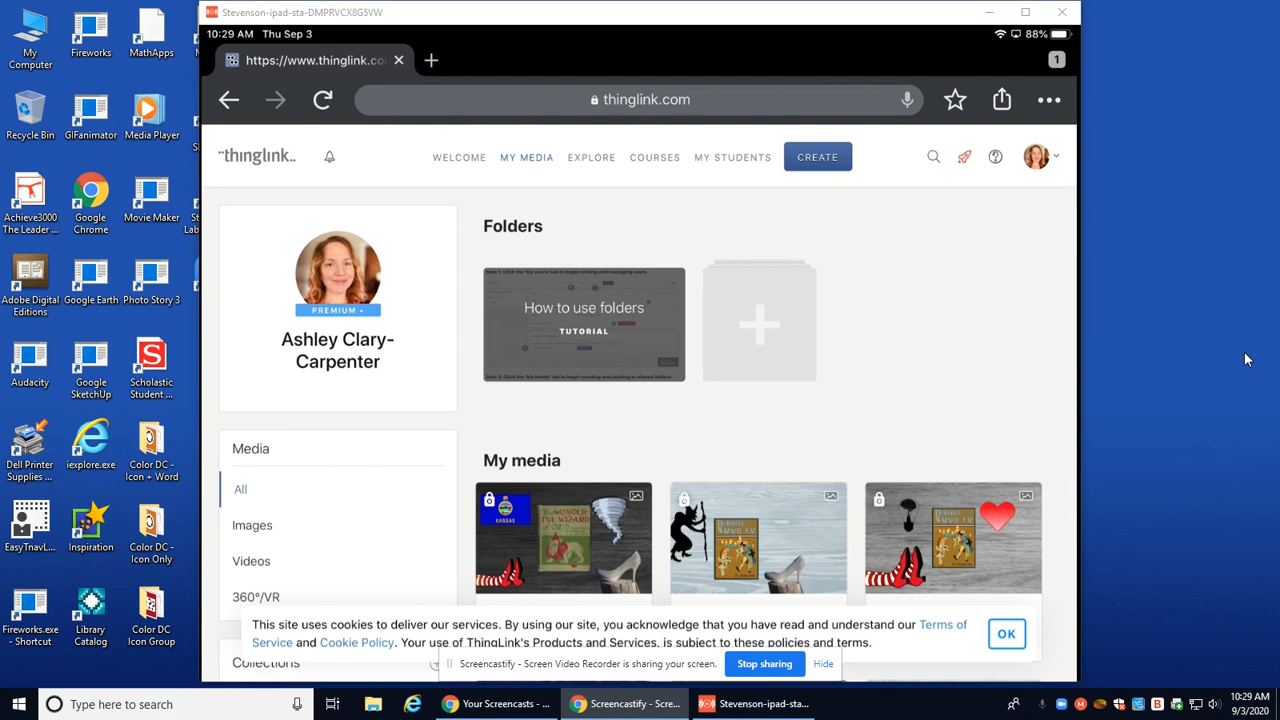 Stevenson-ipad-sta-DMPRVCX8G5VW
10:29 AM Thu Sep 3
88%
https://www.thinglink.co
1
thinglink.com
thinglink..
WELCOME
MY MEDIA
EXPLORE
COURSES
MY STUDENTS
CREATE
PREMIUM
Ashley Clary-
Carpenter
Folders
How to use folders
TUTORIAL
Media
All
Images
Videos
360°/VR
Collections
My media
KANSAS
This site uses cookies to deliver our services. By using our site, you acknowledge that you have read and understand our Terms of
Service and Cookie Policy. Your use of ThingLink's Products and Services, is subject to these policies and terms.
OK
Screencastify - Screen Video Recorder is sharing your screen.
Stop sharing
Hide
My
Computer
Fireworks
MathApps
Recycle Bin
GIFanimator
Media Player
Achieve3000
The Leader ...
Google
Chrome
Movie Maker
Adobe Digital
Editions
Google Earth
Photo Story 3
Audacity
Google
SketchUp
Scholastic
Student ...
Dell Printer
Supplies ...
iexplore.exe
Color DC -
Icon + Word
EasyTravL...
Inspiration
Color DC -
Icon Only
Fireworks.exe
- Shortcut
Library
Catalog
Color DC
Icon Group
Type here to search
Your Screencasts - ...
Screencastify - Scre...
Stevenson-ipad-sta...
10:29 AM
9/3/2020